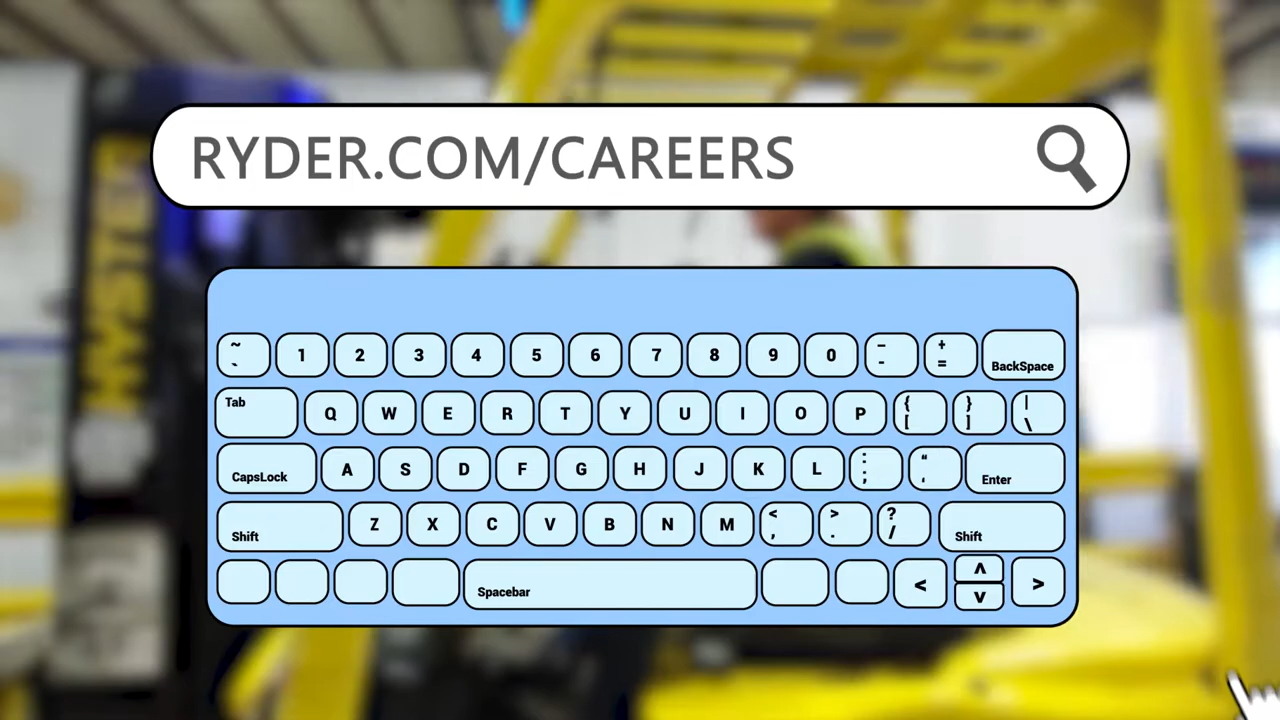 RYDER.COM/CAREERS
HYSTER
~ `
1 2 3 4 5 6 7 8 9 0 – - + = BackSpace
Tab Q W E R T Y U I O P { [ } ] | \
CapsLock A S D F G H J K L : ; “ ‘ Enter
Shift Z X C V B N M < , > . ? / Shift
Spacebar < ^ v >